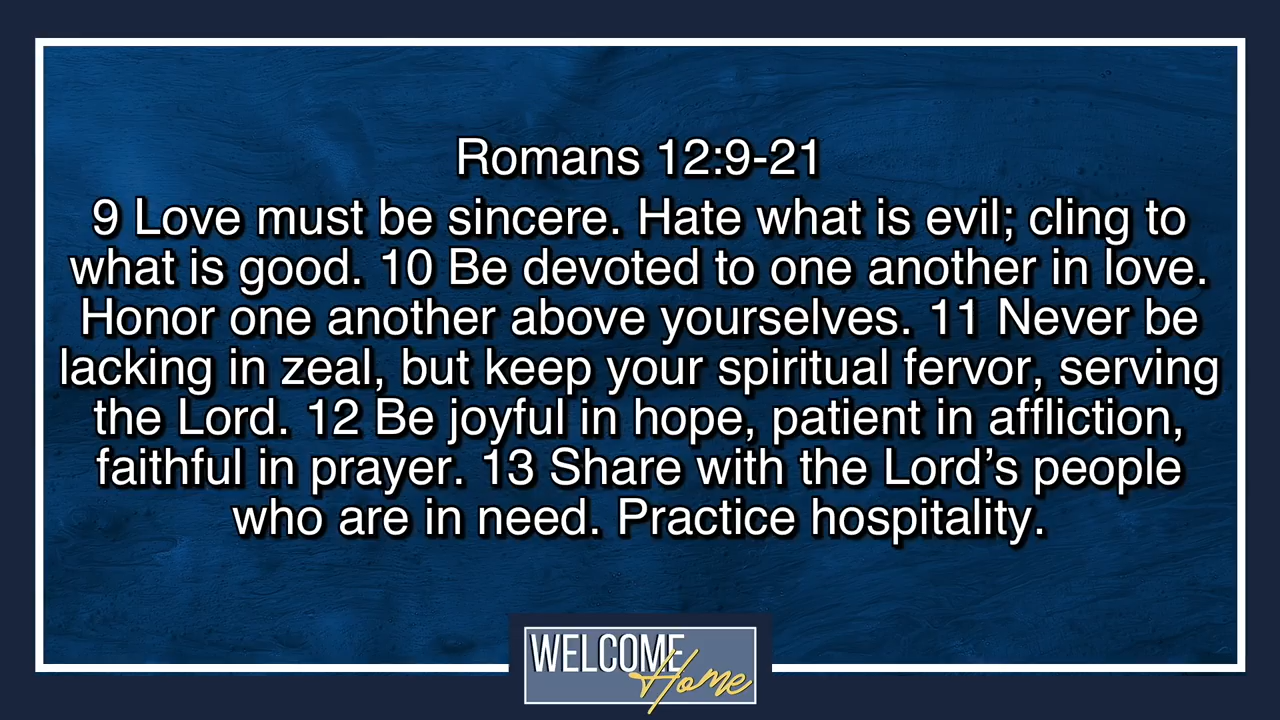 Romans 12:9-21
9 Love must be sincere. Hate what is evil; cling to
what is good. 10 Be devoted to one another in love.
Honor one another above yourselves. 11 Never be
lacking in zeal, but keep your spiritual fervor, serving
the Lord. 12 Be joyful in hope, patient in affliction,
faithful in prayer. 13 Share with the Lord’s people
who are in need. Practice hospitality.
WELCOME
Home